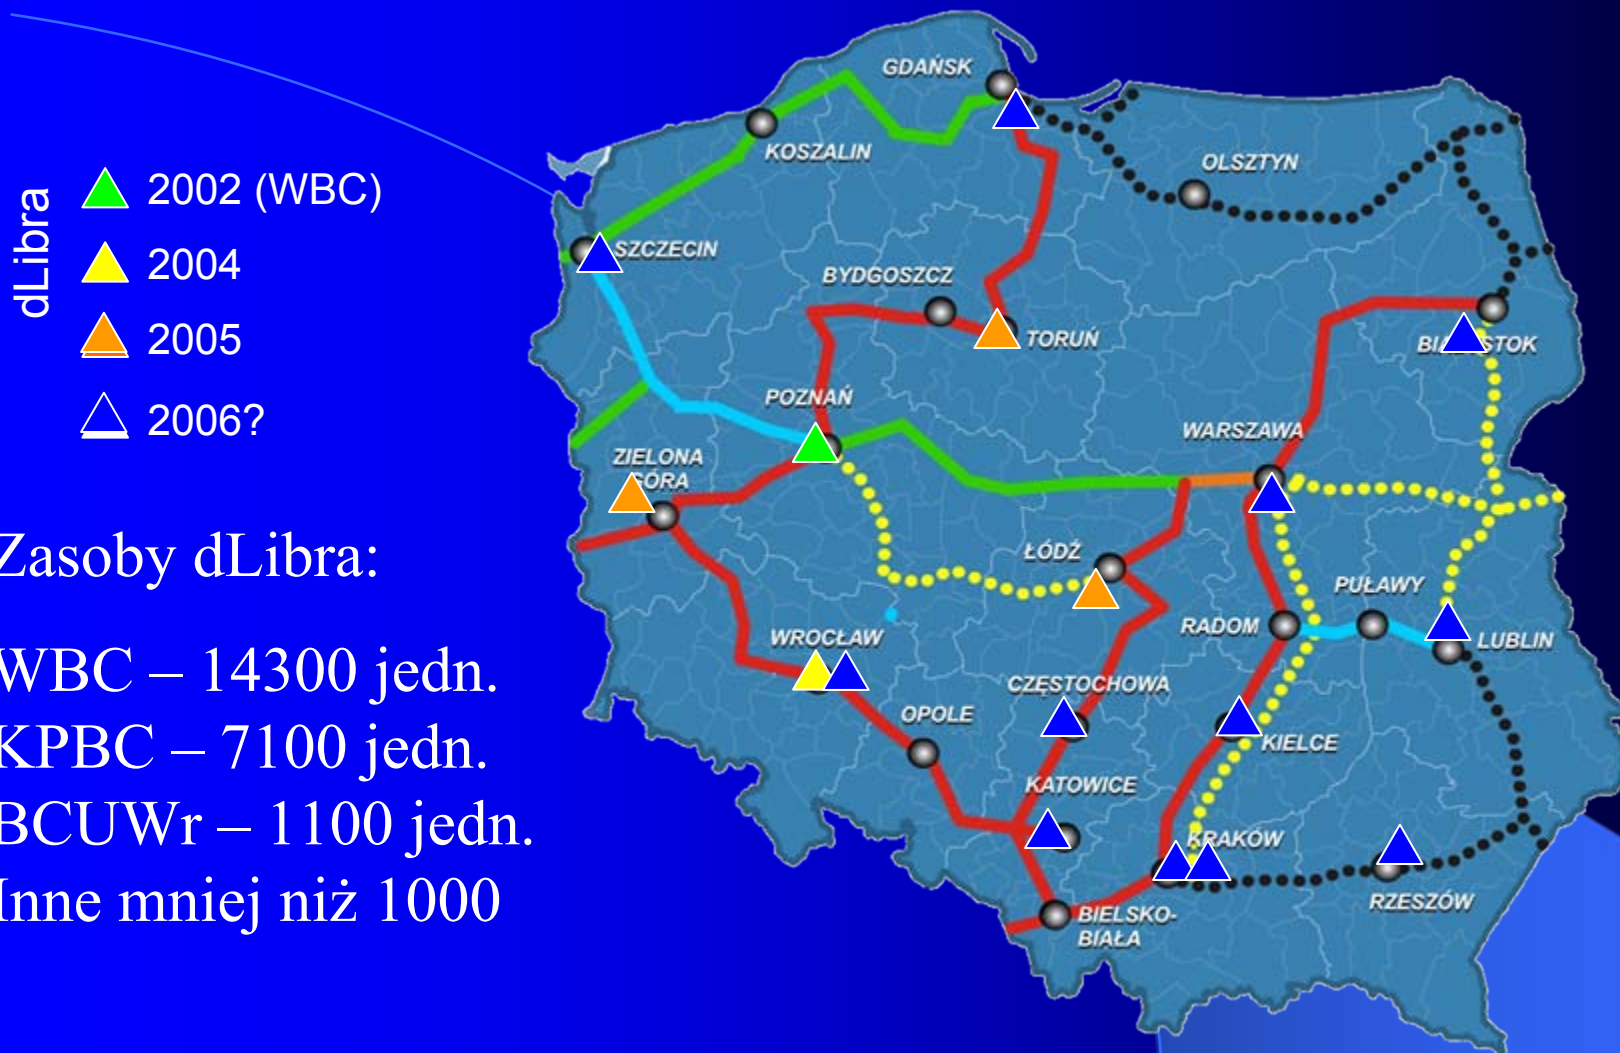 dLibra
2002 (WBC)
2004
2005
2006?
Zasoby dLibra:
WBC – 14300 jedn.
KPBC – 7100 jedn.
BCUWr – 1100 jedn.
Inne mniej niż 1000
GDAŃSK
KOSZALIN
OLSZTYN
SZCZECIN
BYDGOSZCZ
TORUŃ
POZNAŃ
WARSZAWA
ZIELONA
GÓRA
ŁÓDŹ
PUŁAWY
RADOM
LUBLIN
WROCŁAW
CZĘSTOCHOWA
OPOLE
KIELCE
KATOWICE
KRAKÓW
RZESZÓW
BIELSKO-
BIAŁA